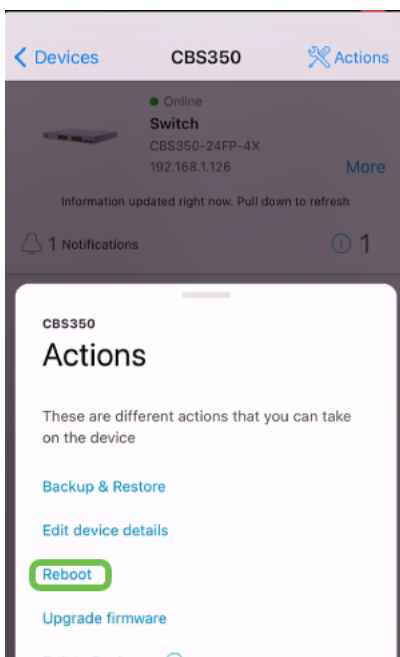 Devices CBS350 Actions
Online
Switch
CBS350-24FP-4X
192.168.1.126 More
Information updated right now. Pull down to refresh
1 Notifications 1
CBS350
Actions
These are different actions that you can take
on the device
Backup & Restore
Edit device details
Reboot
Upgrade firmware